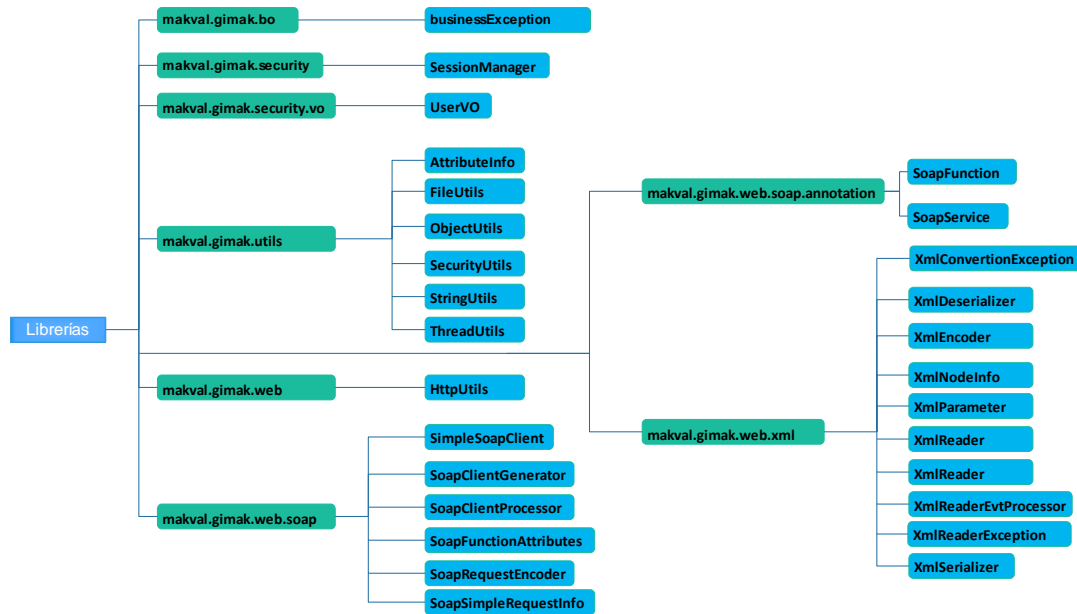 Librerías
makval.gimak.bo
businessException
makval.gimak.security
SessionManager
makval.gimak.security.vo
UserVO
makval.gimak.utils
AttributeInfo
FileUtils
ObjectUtils
SecurityUtils
StringUtils
ThreadUtils
makval.gimak.web
HttpUtils
makval.gimak.web.soap
SimpleSoapClient
SoapClientGenerator
SoapClientProcessor
SoapFunctionAttributes
SoapRequestEncoder
SoapSimpleRequestInfo
makval.gimak.web.soap.annotation
SoapFunction
SoapService
makval.gimak.web.xml
XmlConvertionException
XmlDeserializer
XmlEncoder
XmlNodeInfo
XmlParameter
XmlReader
XmlReader
XmlReaderEvtProcessor
XmlReaderException
XmlSerializer